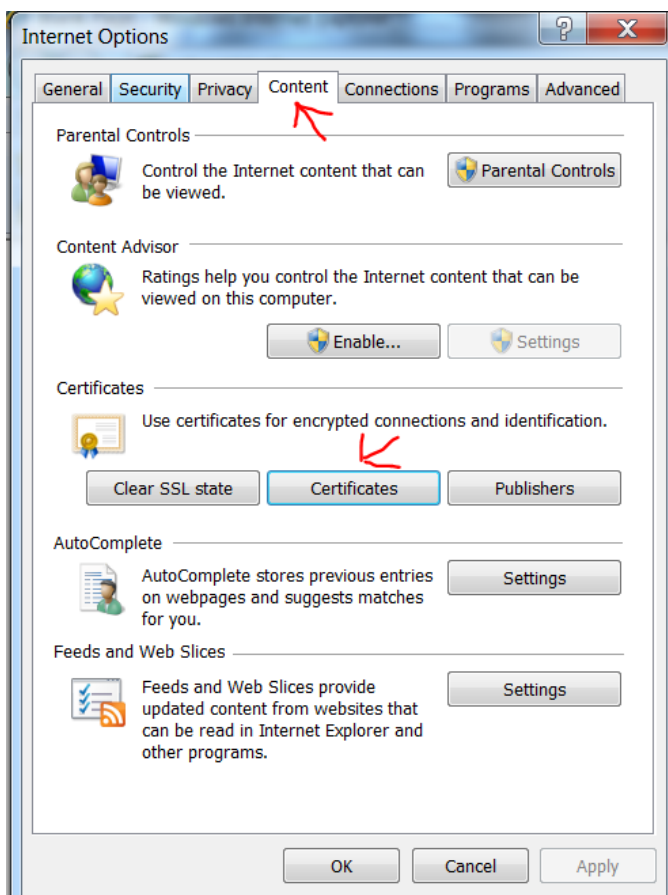 Internet Options
General Security Privacy Content Connections Programs Advanced
Parental Controls
Control the Internet content that can
be viewed.
Parental Controls
Content Advisor
Ratings help you control the Internet content that can be
viewed on this computer.
Enable... Settings
Certificates
Use certificates for encrypted connections and identification.
Clear SSL state Certificates Publishers
AutoComplete
AutoComplete stores previous entries
on webpages and suggests matches
for you.
Settings
Feeds and Web Slices
Feeds and Web Slices provide
updated content from websites that
can be read in Internet Explorer and
other programs.
Settings
OK Cancel Apply